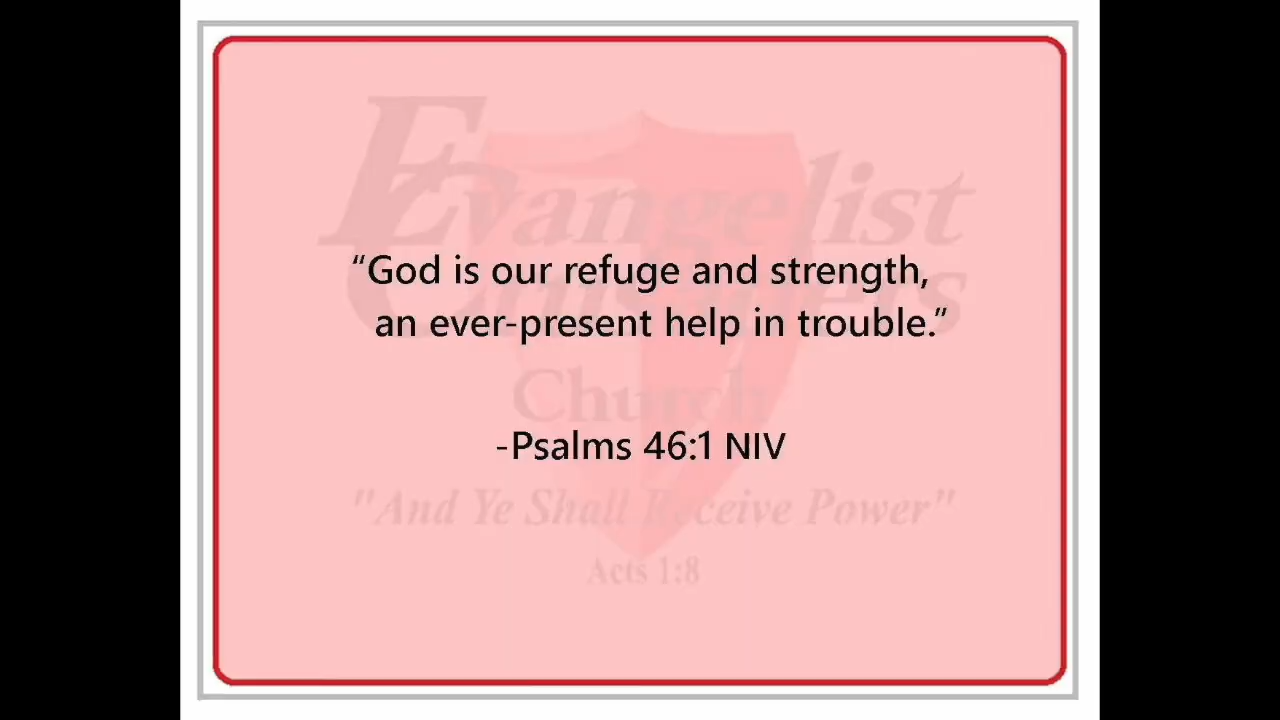 Evangelist
“God is our refuge and strength,
an ever-present help in trouble.”
Church
-Psalms 46:1 NIV
"And Ye Shall Receive Power"
Acts 1:8